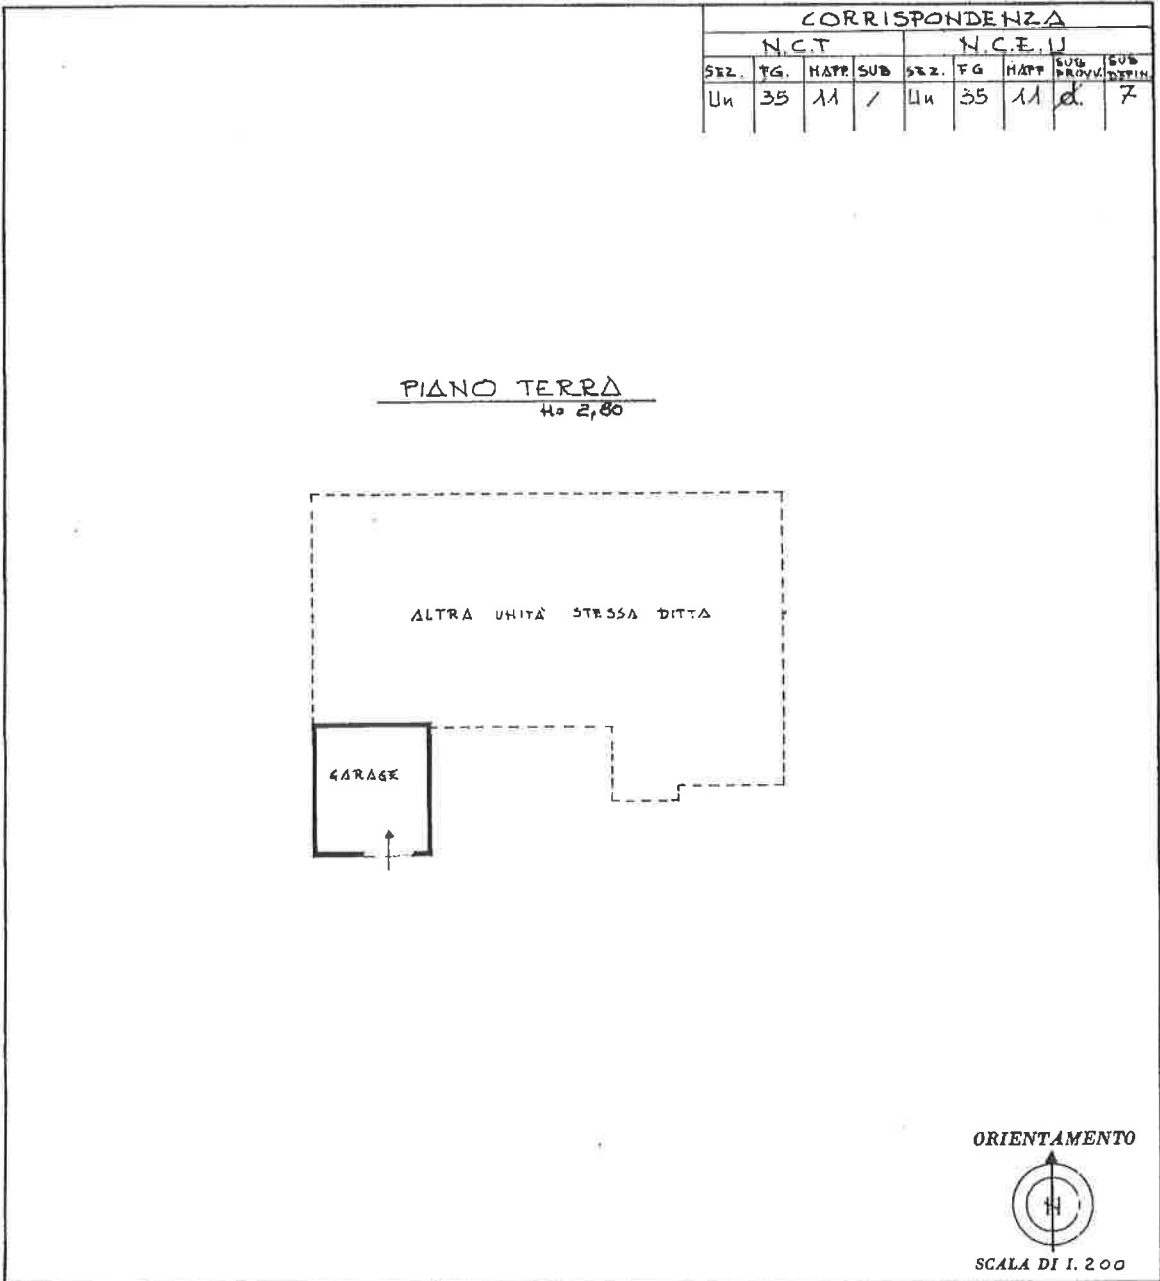 CORRISPONDENZA
N.C.T N.C.E.U
SEZ. FG. MAPP. SUB SEZ. FG MAPP SUB PROVV. SUB DEFIN.
Un 35 11 / Un 35 11 d. 7
PIANO TERRA
H= 2,80
ALTRA UNITÀ STESSA DITTA
GARAGE
ORIENTAMENTO
N
SCALA DI 1. 200